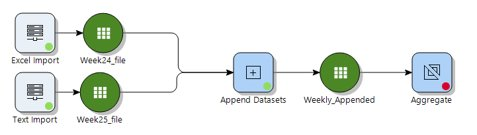 Excel Import
Week24_file
Text Import
Week25_file
Append Datasets
Weekly_Appended
Aggregate